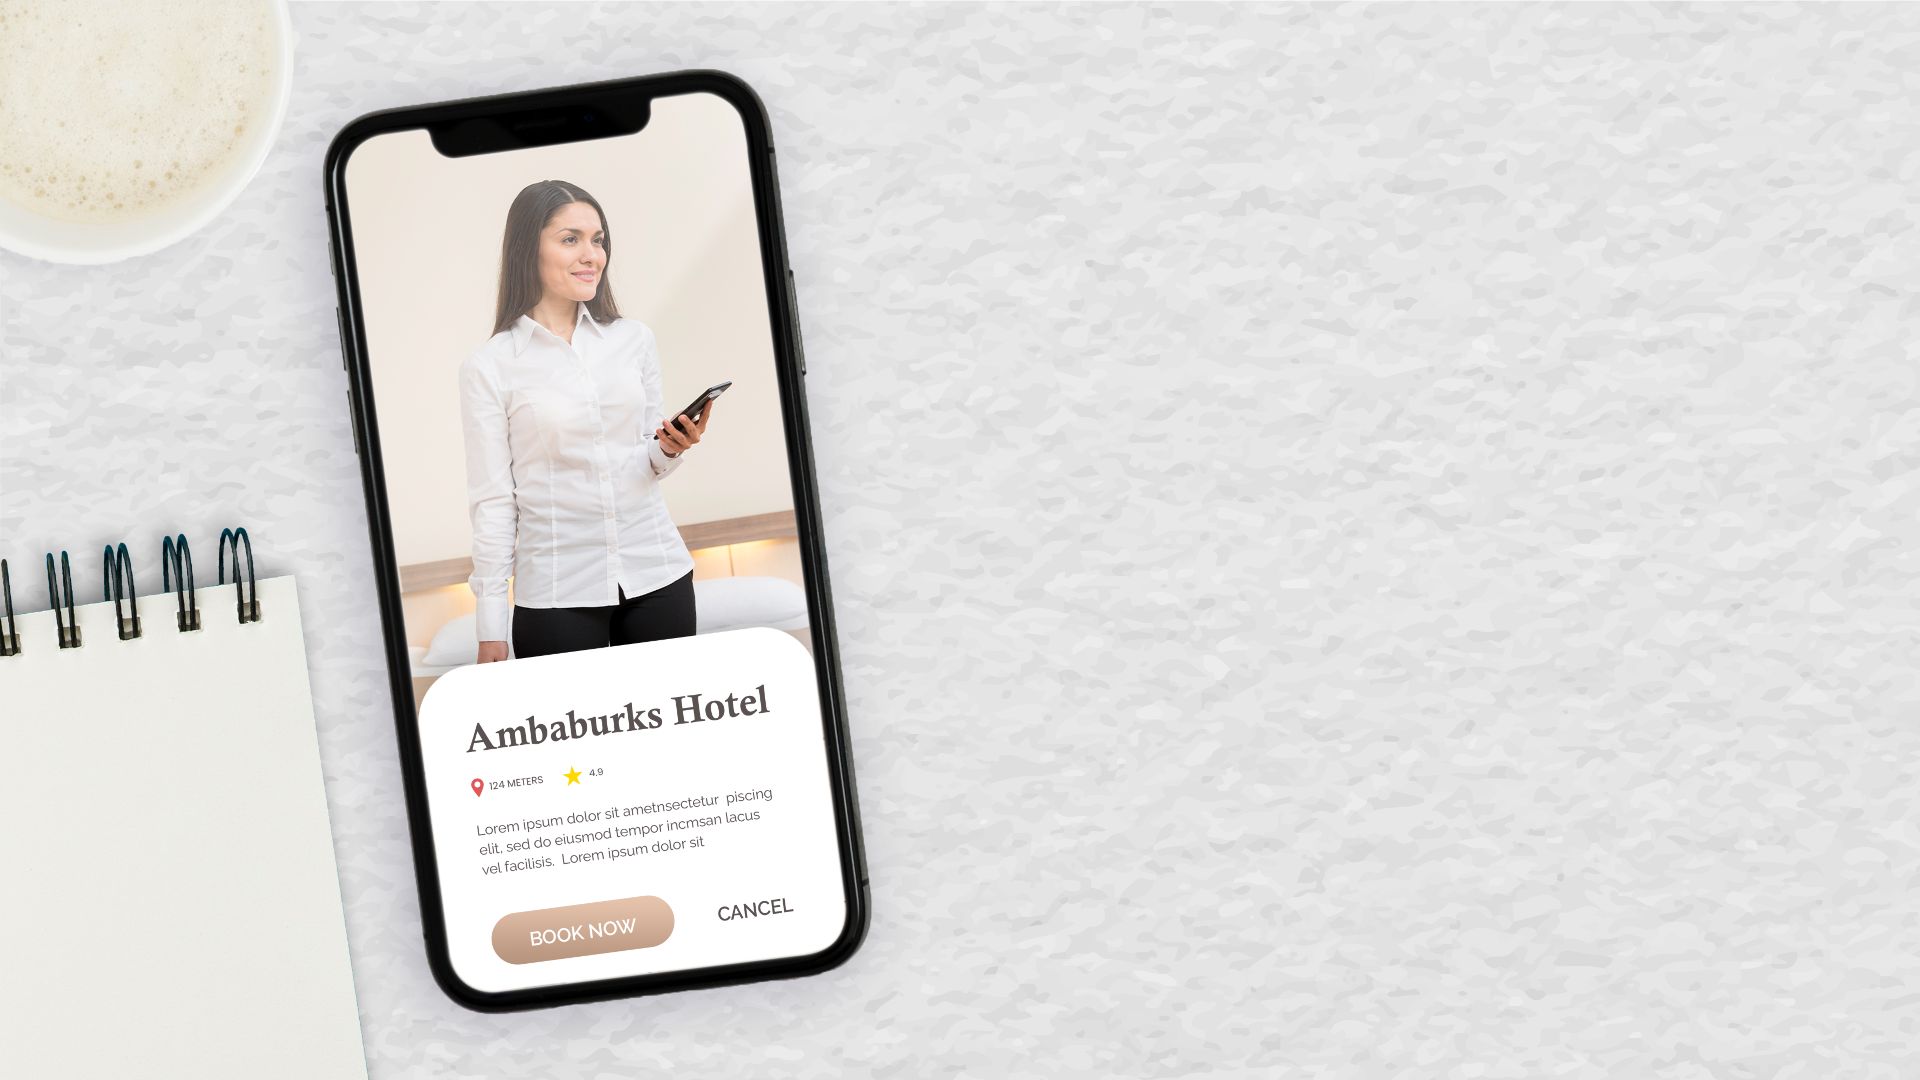 Ambaburks Hotel
124 METERS 4.9
Lorem ipsum dolor sit ametnsectetur piscing
elit, sed do eiusmod tempor incmsan lacus
vel facilisis. Lorem ipsum dolor sit
BOOK NOW CANCEL